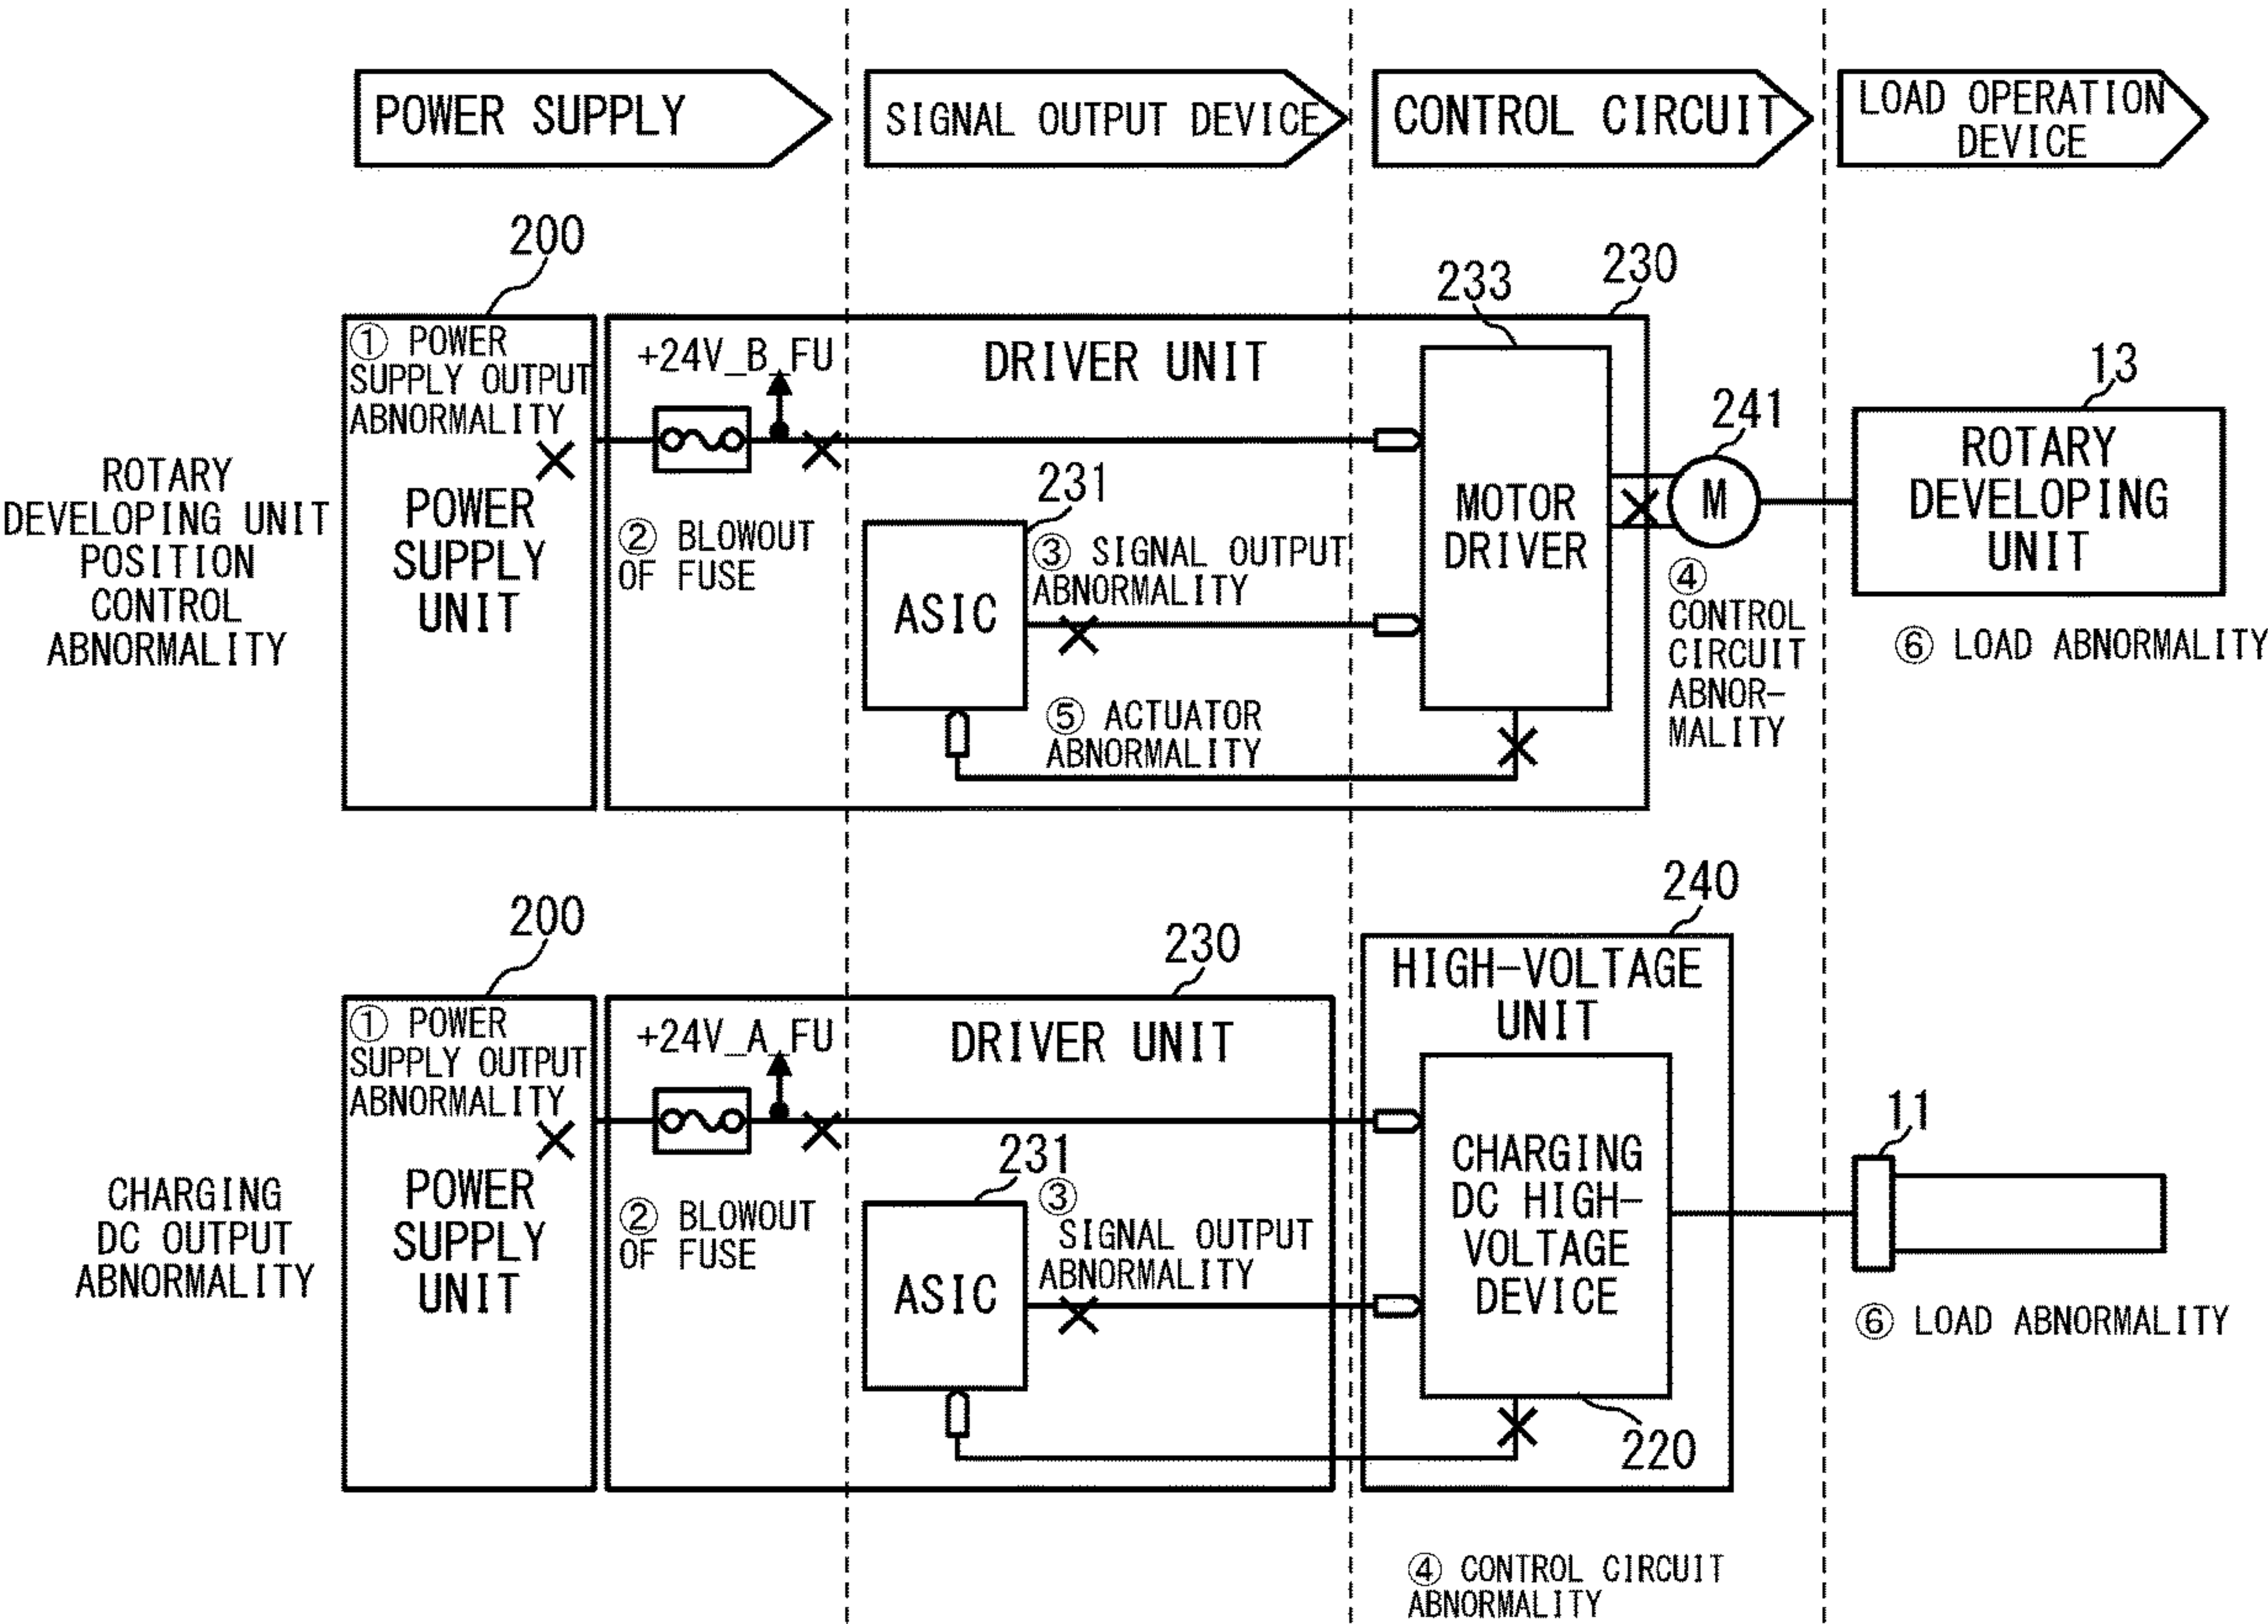 POWER SUPPLY
SIGNAL OUTPUT DEVICE
CONTROL CIRCUIT
LOAD OPERATION
DEVICE
ROTARY
DEVELOPING UNIT
POSITION
CONTROL
ABNORMALITY
200
① POWER
SUPPLY OUTPUT
ABNORMALITY
POWER
SUPPLY
UNIT
230
+24V_B_FU
DRIVER UNIT
② BLOWOUT
OF FUSE
231
ASIC
③ SIGNAL OUTPUT
ABNORMALITY
⑤ ACTUATOR
ABNORMALITY
233
MOTOR
DRIVER
241
M
④
CONTROL
CIRCUIT
ABNOR-
MALITY
13
ROTARY
DEVELOPING
UNIT
⑥ LOAD ABNORMALITY
CHARGING
DC OUTPUT
ABNORMALITY
200
① POWER
SUPPLY OUTPUT
ABNORMALITY
POWER
SUPPLY
UNIT
230
+24V_A_FU
DRIVER UNIT
② BLOWOUT
OF FUSE
231
ASIC
③
SIGNAL OUTPUT
ABNORMALITY
240
HIGH-VOLTAGE
UNIT
CHARGING
DC HIGH-
VOLTAGE
DEVICE
220
④ CONTROL CIRCUIT
ABNORMALITY
11
⑥ LOAD ABNORMALITY